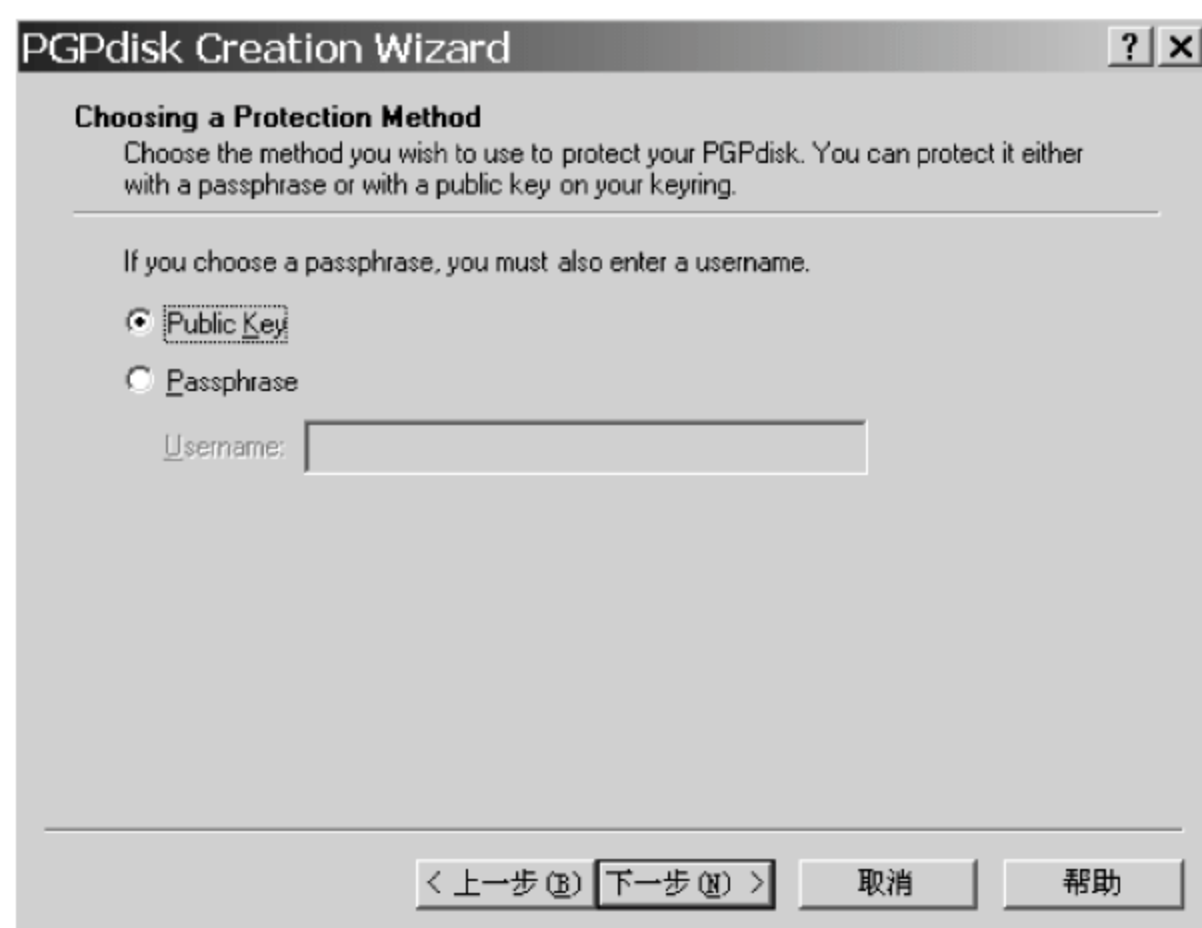 PGPdisk Creation Wizard
Choosing a Protection Method
Choose the method you wish to use to protect your PGPdisk. You can protect it either
with a passphrase or with a public key on your keyring.
If you choose a passphrase, you must also enter a username.
Public Key
Passphrase
Username:
< 上一步(B) 下一步(N) > 取消 帮助